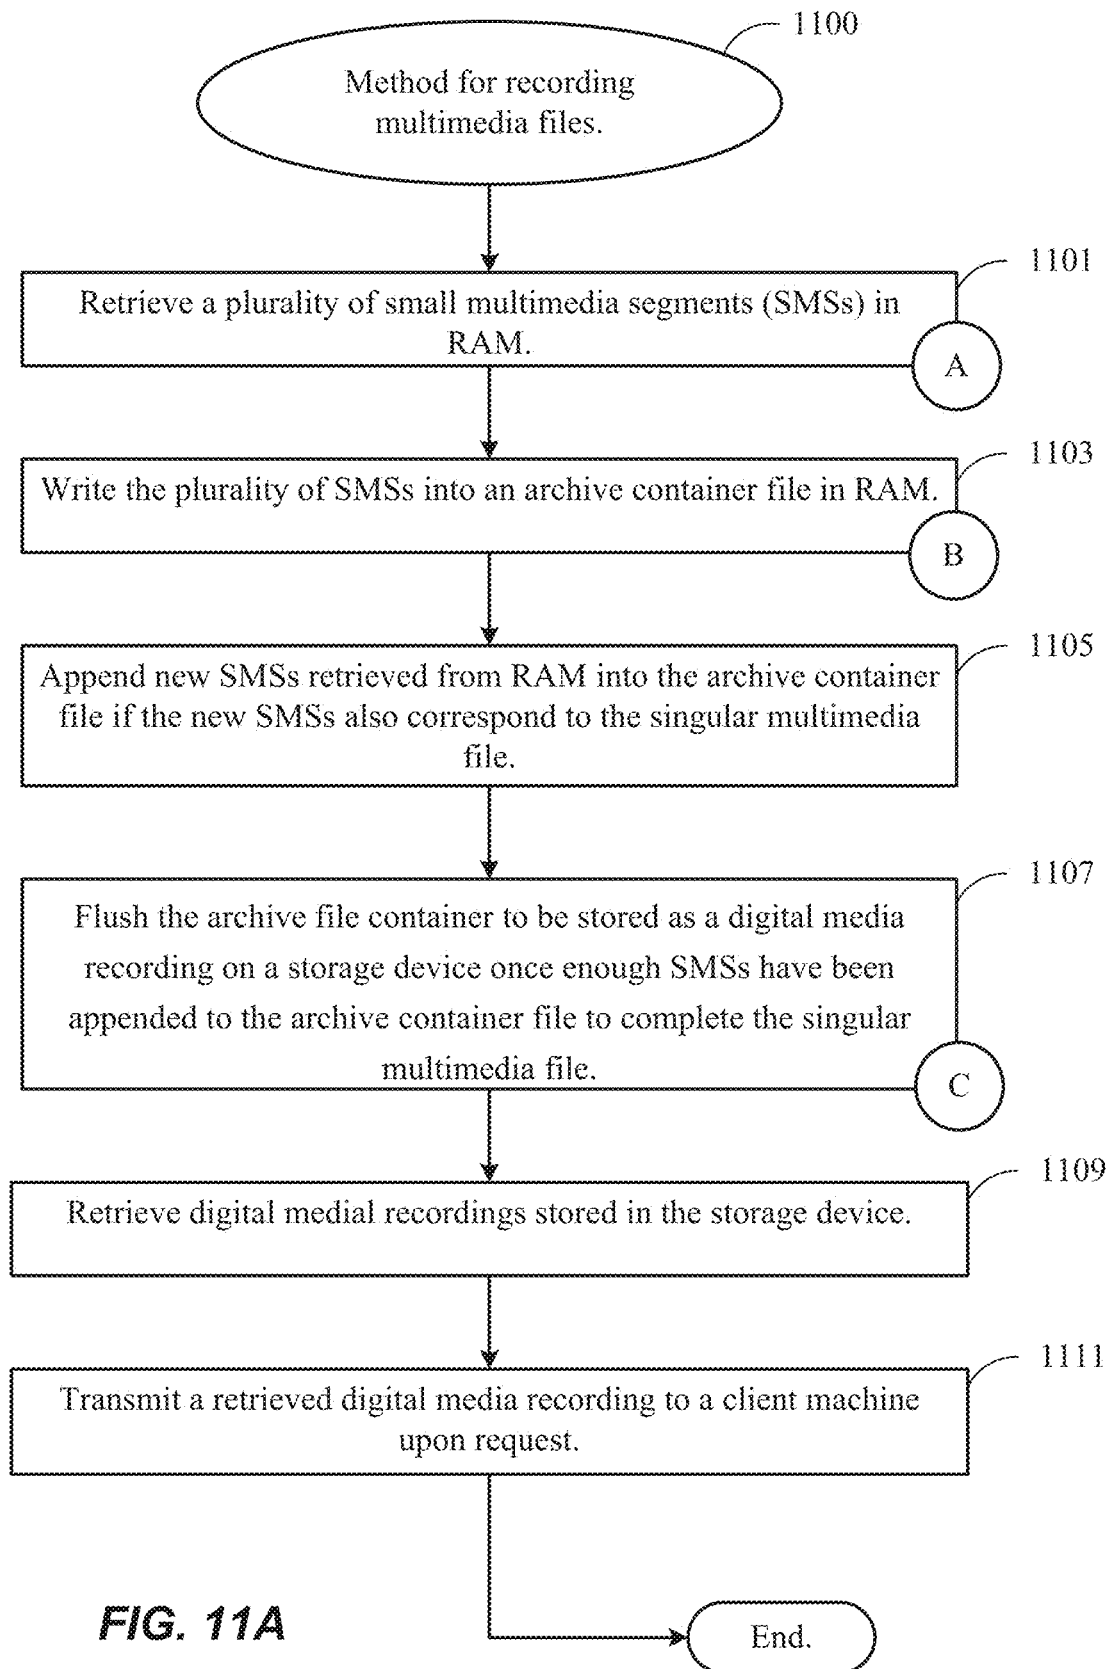 1100
Method for recording
multimedia files.
1101
Retrieve a plurality of small multimedia segments (SMSs) in
RAM.
A
1103
Write the plurality of SMSs into an archive container file in RAM.
B
1105
Append new SMSs retrieved from RAM into the archive container
file if the new SMSs also correspond to the singular multimedia
file.
1107
Flush the archive file container to be stored as a digital media
recording on a storage device once enough SMSs have been
appended to the archive container file to complete the singular
multimedia file.
C
1109
Retrieve digital medial recordings stored in the storage device.
1111
Transmit a retrieved digital media recording to a client machine
upon request.
FIG. 11A
End.